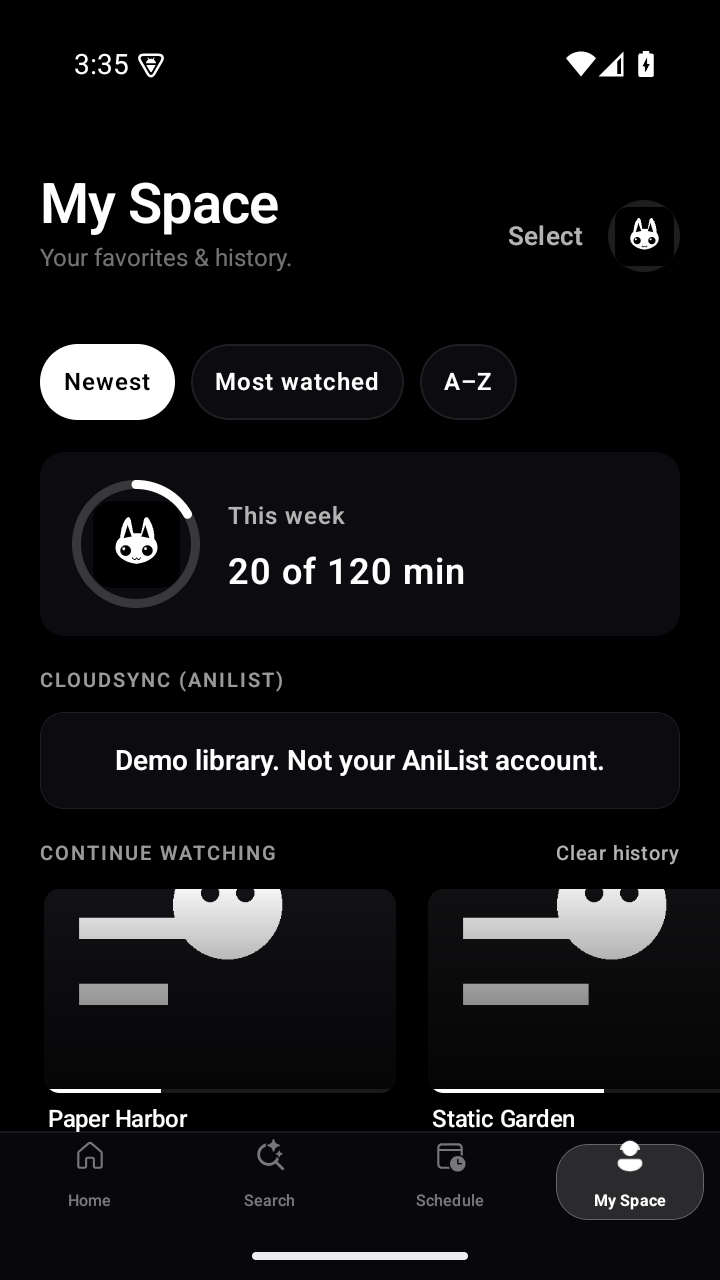 3:35
My Space
Your favorites & history.
Select
Newest
Most watched
A–Z
This week
20 of 120 min
CLOUDSYNC (ANILIST)
Demo library. Not your AniList account.
CONTINUE WATCHING
Clear history
Paper Harbor
Static Garden
Home
Search
Schedule
My Space